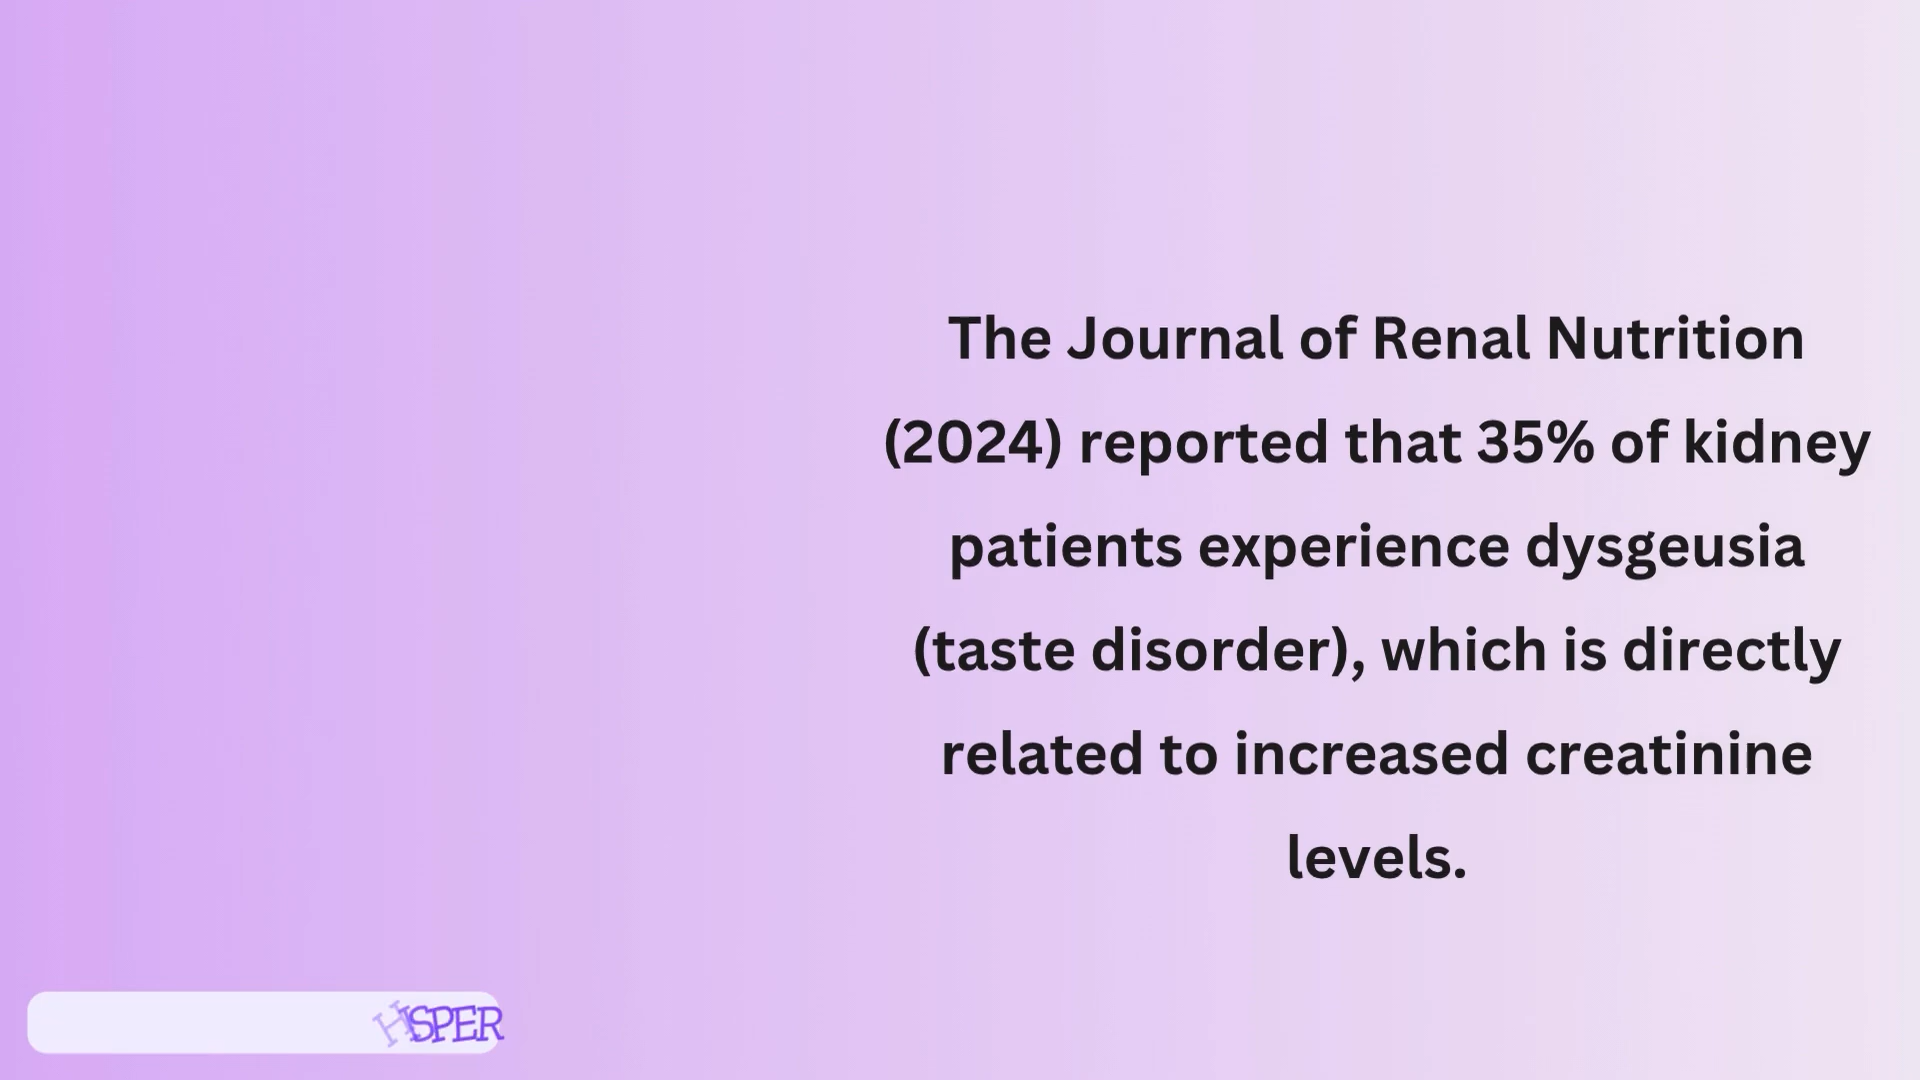 The Journal of Renal Nutrition
(2024) reported that 35% of kidney
patients experience dysgeusia
(taste disorder), which is directly
related to increased creatinine
levels.
HSPER